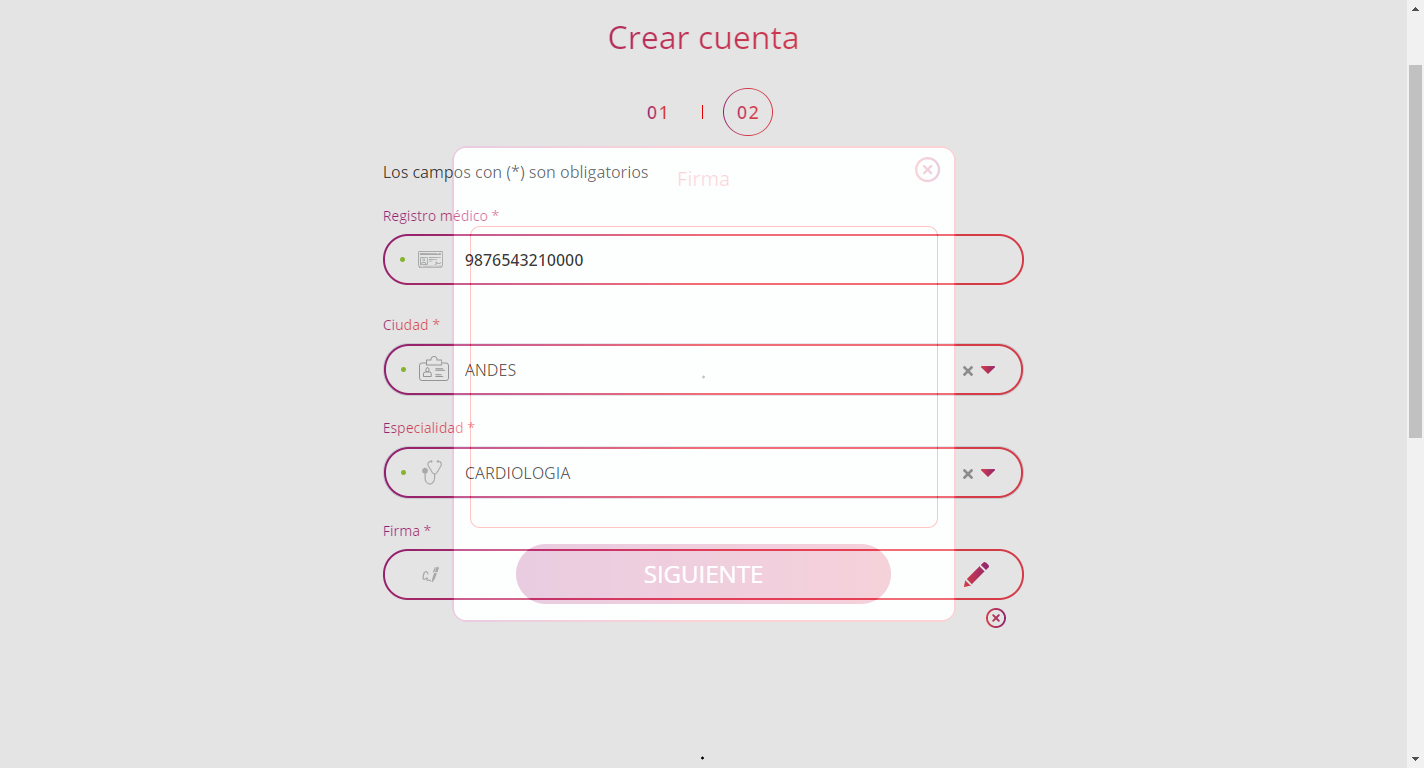 Crear cuenta
01 | 02
Los campos con (*) son obligatorios
Firma
Registro médico *
9876543210000
Ciudad *
ANDES
Especialidad *
CARDIOLOGIA
Firma *
SIGUIENTE